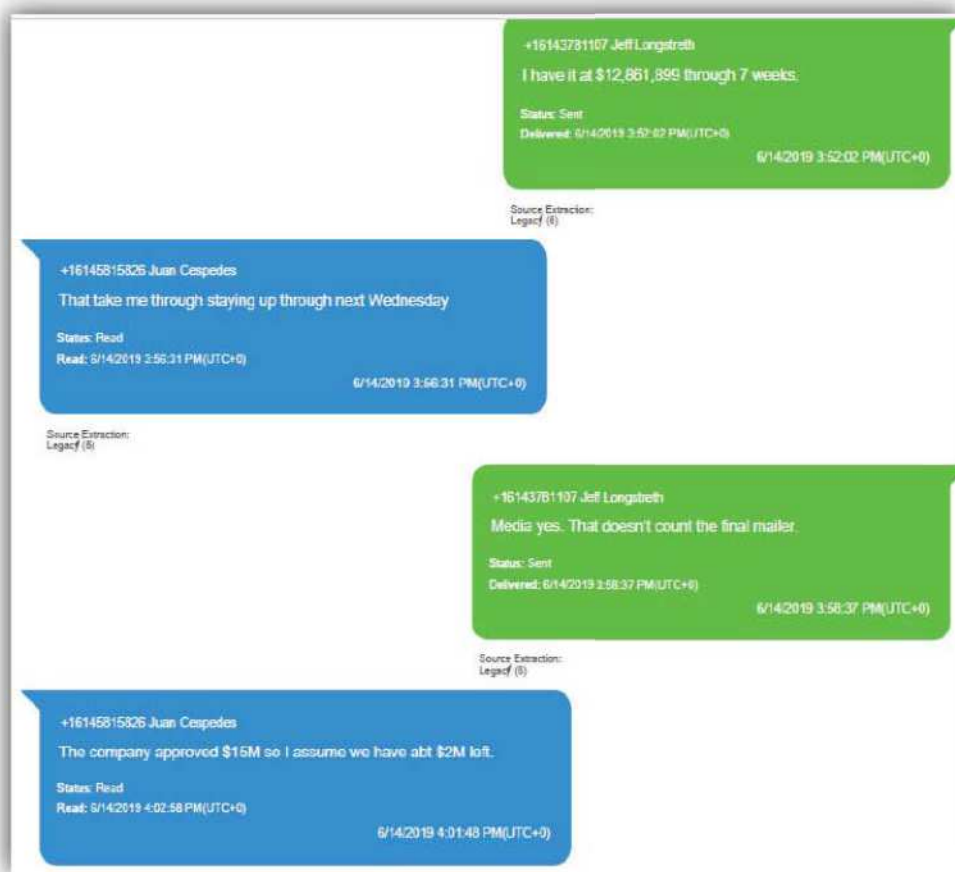 +16143781107 Jeff Longstreth
I have it at $12,861,899 through 7 weeks.
Status: Sent
Delivered: 6/14/2019 3:52:02 PM(UTC+0)
6/14/2019 3:52:02 PM(UTC+0)
Source Extraction:
Legacy (6)
+16145815826 Juan Cespedes
That take me through staying up through next Wednesday
Status: Read
Read: 6/14/2019 3:56:31 PM(UTC+0)
6/14/2019 3:56:31 PM(UTC+0)
Source Extraction:
Legacy (6)
+16143781107 Jeff Longstreth
Media yes. That doesn't count the final mailer.
Status: Sent
Delivered: 6/14/2019 3:58:37 PM(UTC+0)
6/14/2019 3:58:37 PM(UTC+0)
Source Extraction:
Legacy (6)
+16145815826 Juan Cespedes
The company approved $15M so I assume we have abt $2M left.
Status: Read
Read: 6/14/2019 4:02:58 PM(UTC+0)
6/14/2019 4:01:48 PM(UTC+0)